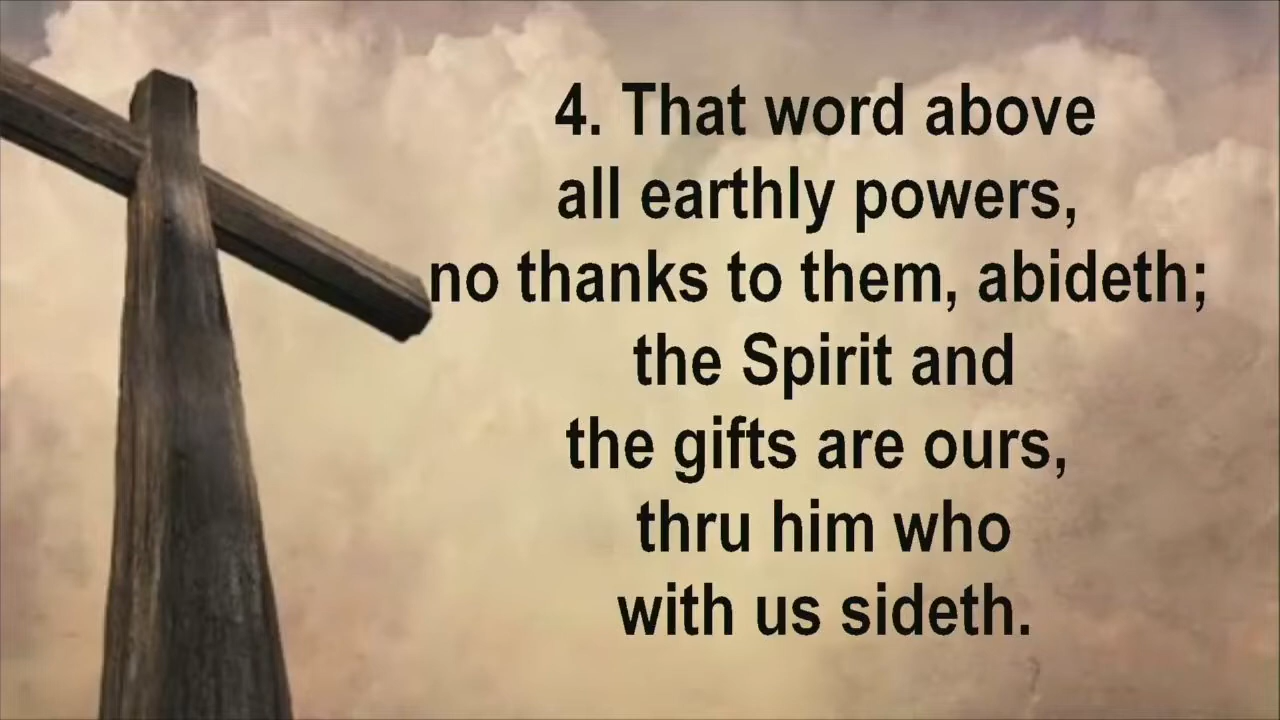 4. That word above
all earthly powers,
no thanks to them, abideth;
the Spirit and
the gifts are ours,
thru him who
with us sideth.